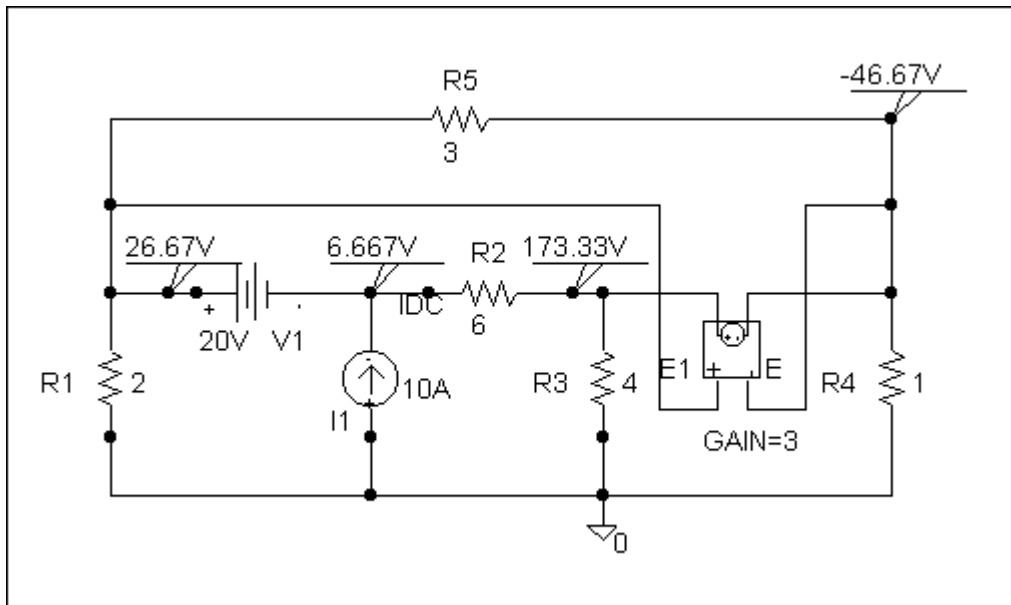 -46.67V
R5
3
26.67V
6.667V
R2
173.33V
IDC
6
20V
V1
R1
2
I1
10A
R3
4
E1
E
R4
1
GAIN=3
0